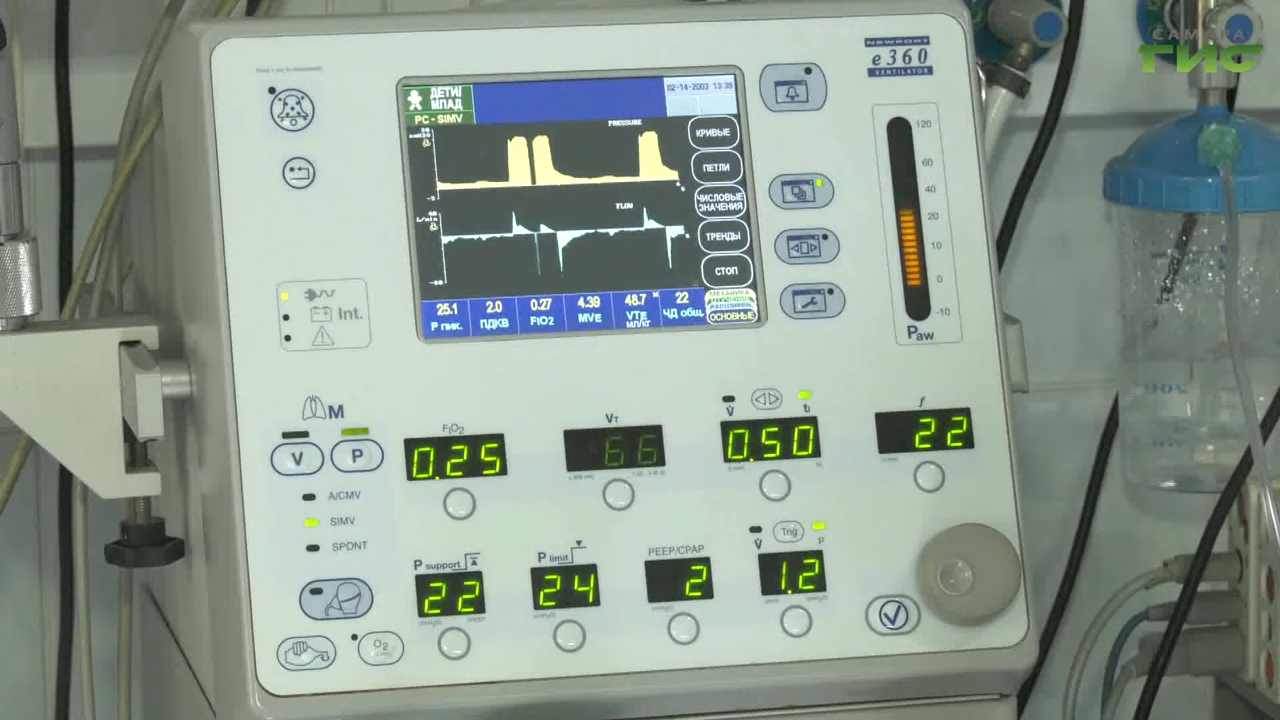 NEWPORT
e360
VENTILATOR
САМАРА
ГИС
ДЕТИ/
МЛАД
02-14-2003 13:39
PC - SIMV
PRESSURE
FLOW
КРИВЫЕ
ПЕТЛИ
ЧИСЛОВЫЕ
ЗНАЧЕНИЯ
ТРЕНДЫ
СТОП
МЕХАНИКА
ОСНОВНЫЕ
25.1 2.0 0.27 4.39 48.7 22
P пик. ПДКВ FIO2 MVE VTE ЧД общ.
МЛ/КГ
120
60
40
20
10
0
-10
Paw
Int.
M
V P
A/CMV
SIMV
SPONT
FIO2 VT V̇ tI f
0.25 66 0.50 22
P support P limit PEEP/CPAP V̇ Trig P
22 24 2 1.2
O2